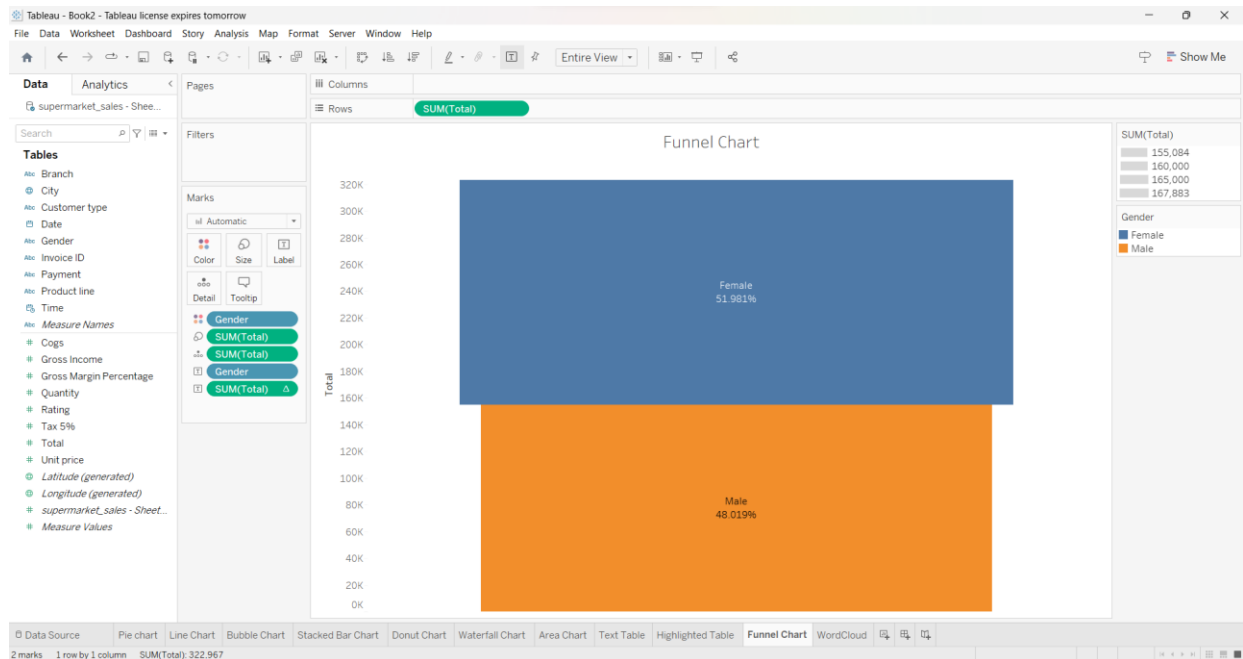 Tableau - Book2 - Tableau license expires tomorrow
File Data Worksheet Dashboard Story Analysis Map Format Server Window Help
Entire View
Show Me
Data Analytics
supermarket_sales - Shee...
Search
Tables
Abc Branch
City
Abc Customer type
Date
Abc Gender
Abc Invoice ID
Abc Payment
Abc Product line
Time
Abc Measure Names
# Cogs
# Gross Income
# Gross Margin Percentage
# Quantity
# Rating
# Tax 5%
# Total
# Unit price
Latitude (generated)
Longitude (generated)
# supermarket_sales - Sheet...
# Measure Values
Pages
Filters
Marks
Automatic
Color Size Label
Detail Tooltip
Gender
SUM(Total)
SUM(Total)
Gender
SUM(Total) Δ
Columns
Rows SUM(Total)
Funnel Chart
320K
300K
280K
260K
240K
220K
200K
180K
160K
140K
120K
100K
80K
60K
40K
20K
0K
Total
Female
51.981%
Male
48.019%
SUM(Total)
155,084
160,000
165,000
167,883
Gender
Female
Male
Data Source Pie chart Line Chart Bubble Chart Stacked Bar Chart Donut Chart Waterfall Chart Area Chart Text Table Highlighted Table Funnel Chart WordCloud
2 marks 1 row by 1 column SUM(Total): 322,967